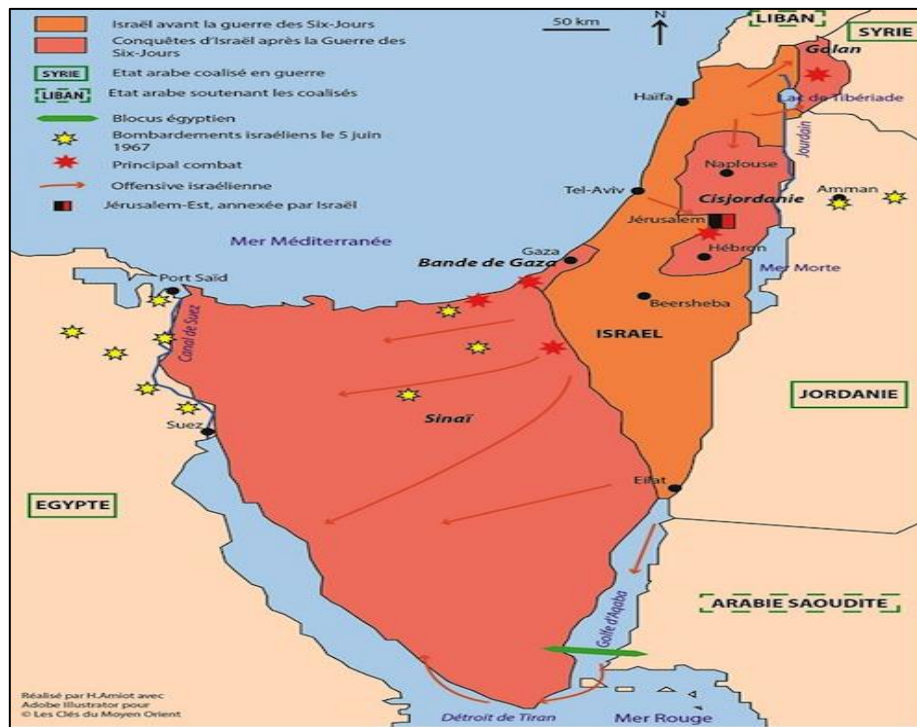 Israël avant la guerre des Six-Jours
Conquêtes d'Israël après la Guerre des
Six-Jours
SYRIE
Etat arabe coalisé en guerre
LIBAN
Etat arabe soutenant les coalisés
Blocus égyptien
Bombardements israéliens le 5 juin
1967
Principal combat
Offensive israélienne
Jérusalem-Est, annexée par Israël
50 km
N
LIBAN
SYRIE
Golan
Haïfa
Lac de Tibériade
Jourdain
Naplouse
Tel-Aviv
Cisjordanie
Amman
Jérusalem
Mer Méditerranée
Gaza
Hébron
Bande de Gaza
Mer Morte
Port Saïd
Beersheba
Canal de Suez
ISRAEL
JORDANIE
Sinaï
Suez
Eilat
EGYPTE
ARABIE SAOUDITE
Golfe d'Aqaba
Réalisé par H.Amiot avec
Adobe Illustrator pour
© Les Clés du Moyen Orient
Détroit de Tiran
Mer Rouge